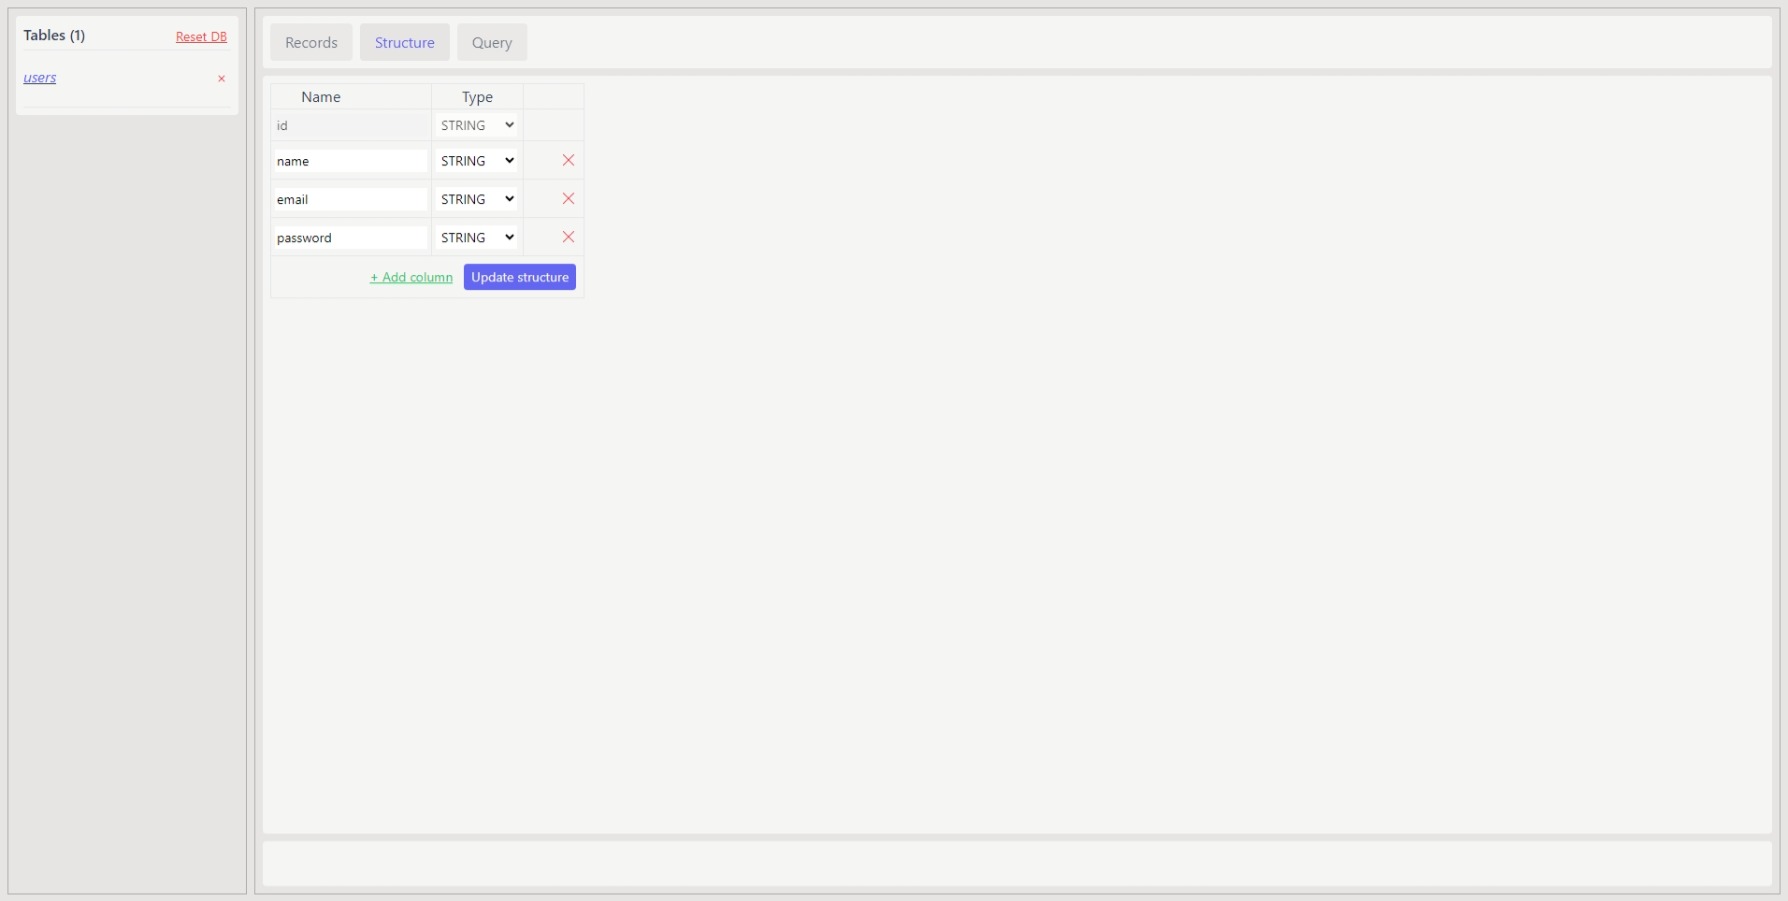 Tables (1) Reset DB
users ×
Records Structure Query
Name Type
id STRING
name STRING
email STRING
password STRING
+ Add column Update structure